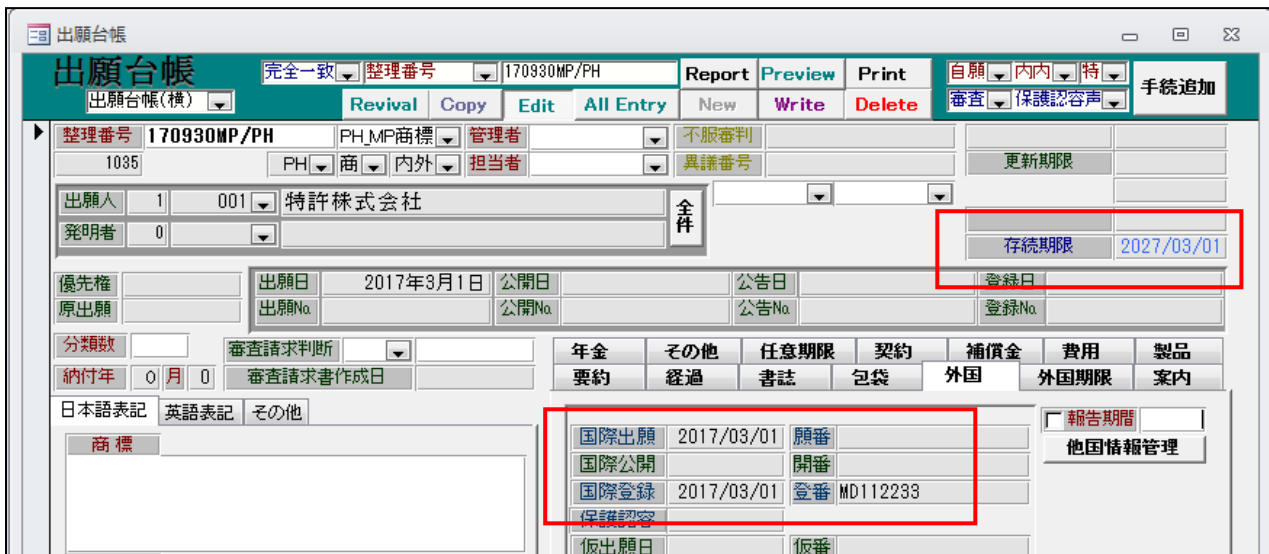 出願台帳
出願台帳 完全一致 整理番号 170930MP/PH Report Preview Print 自願 内内 特 手続追加
出願台帳(横) Revival Copy Edit All Entry New Write Delete 審査 保護認容声
整理番号 170930MP/PH PH_MP商標 管理者 不服審判
1035 PH 商 内外 担当者 異議番号 更新期限
出願人 1 001 特許株式会社 全件
発明者 0 存続期限 2027/03/01
優先権 出願日 2017年3月1日 公開日 公告日 登録日
原出願 出願No. 公開No. 公告No. 登録No.
分類数 審査請求判断 年金 その他 任意期限 契約 補償金 費用 製品
納付年 0 月 0 審査請求書作成日 要約 経過 書誌 包袋 外国 外国期限 案内
日本語表記 英語表記 その他 報告期間
商標 国際出願 2017/03/01 願番 他国情報管理
国際公開 開番
国際登録 2017/03/01 登番 MD112233
保護認容
仮出願日 仮番